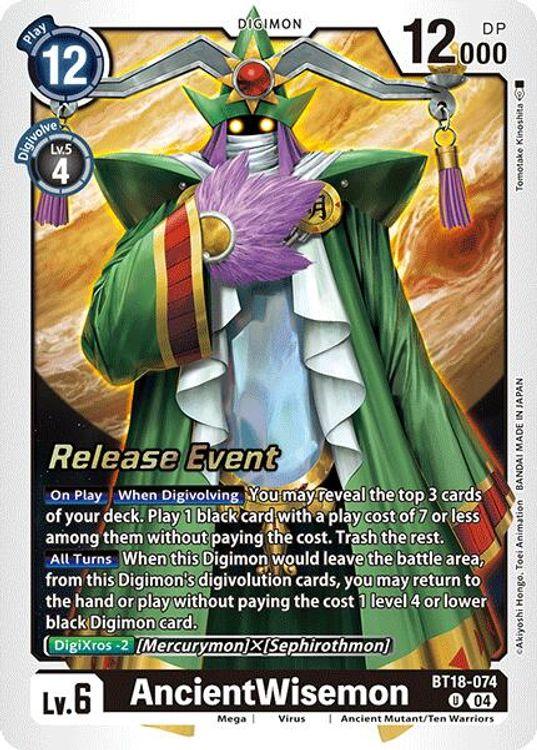 DIGIMON
Play
12
DP
12000
Digivolve
Lv.5
4
Tomotake Kinoshita
月
Release Event
On Play When Digivolving You may reveal the top 3 cards
of your deck. Play 1 black card with a play cost of 7 or less
among them without paying the cost. Trash the rest.
All Turns When this Digimon would leave the battle area,
from this Digimon's digivolution cards, you may return to
the hand or play without paying the cost 1 level 4 or lower
black Digimon card.
DigiXros -2 [Mercurymon]×[Sephirothmon]
©Akiyoshi Hongo, Toei Animation BANDAI MADE IN JAPAN
Lv.6
AncientWisemon
BT18-074
U 04
Mega | Virus | Ancient Mutant/Ten Warriors